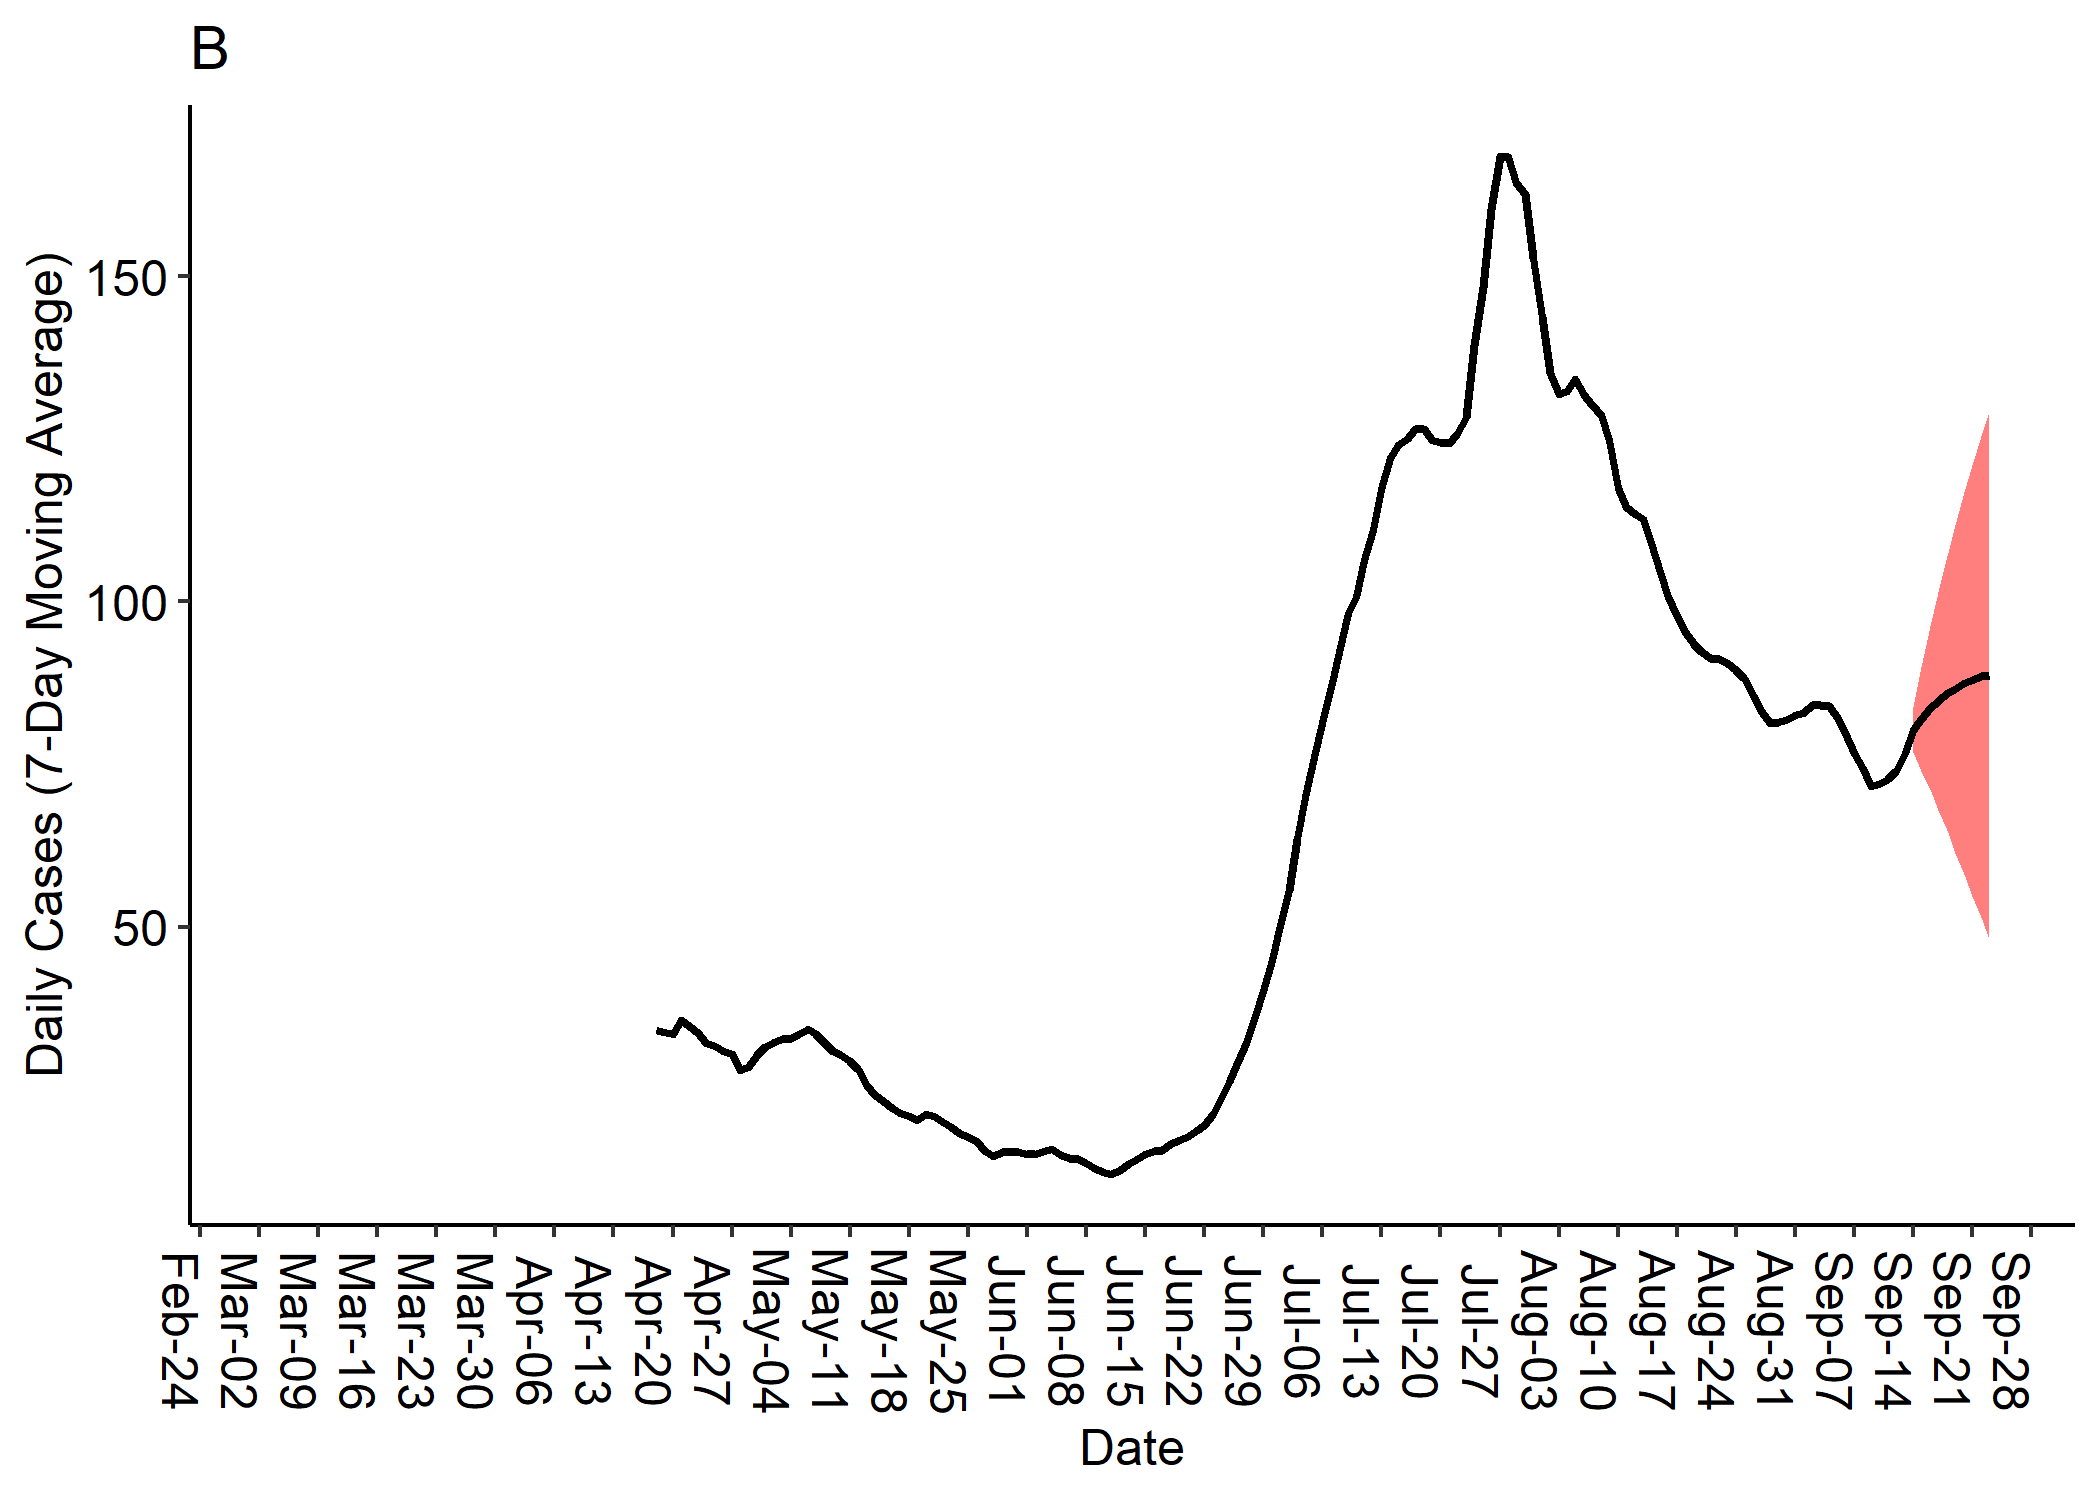 B
Daily Cases (7-Day Moving Average)
150
100
50
Feb-24
Mar-02
Mar-09
Mar-16
Mar-23
Mar-30
Apr-06
Apr-13
Apr-20
Apr-27
May-04
May-11
May-18
May-25
Jun-01
Jun-08
Jun-15
Jun-22
Jun-29
Jul-06
Jul-13
Jul-20
Jul-27
Aug-03
Aug-10
Aug-17
Aug-24
Aug-31
Sep-07
Sep-14
Sep-21
Sep-28
Date